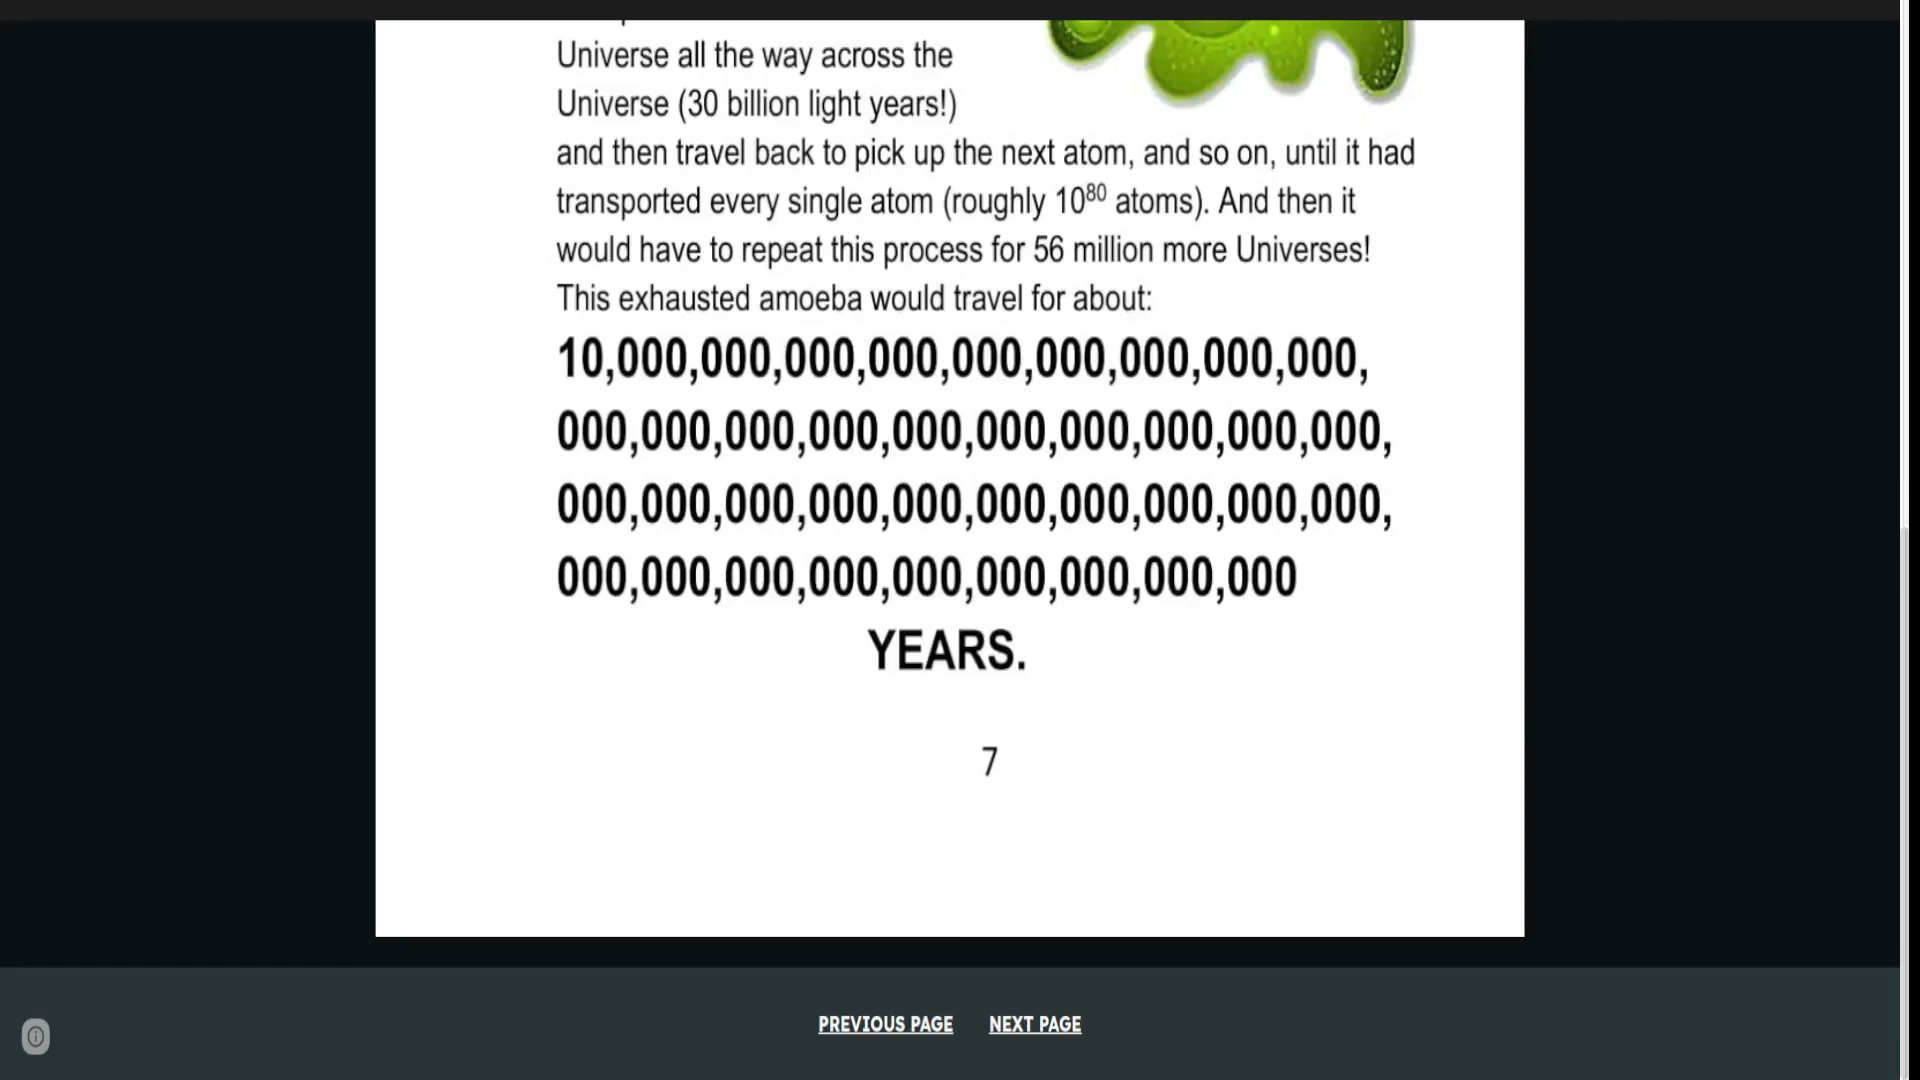 Universe all the way across the
Universe (30 billion light years!)
and then travel back to pick up the next atom, and so on, until it had
transported every single atom (roughly 10⁸⁰ atoms). And then it
would have to repeat this process for 56 million more Universes!
This exhausted amoeba would travel for about:
10,000,000,000,000,000,000,000,000,000,
000,000,000,000,000,000,000,000,000,000,
000,000,000,000,000,000,000,000,000,000,
000,000,000,000,000,000,000,000,000
YEARS.
7
PREVIOUS PAGE NEXT PAGE